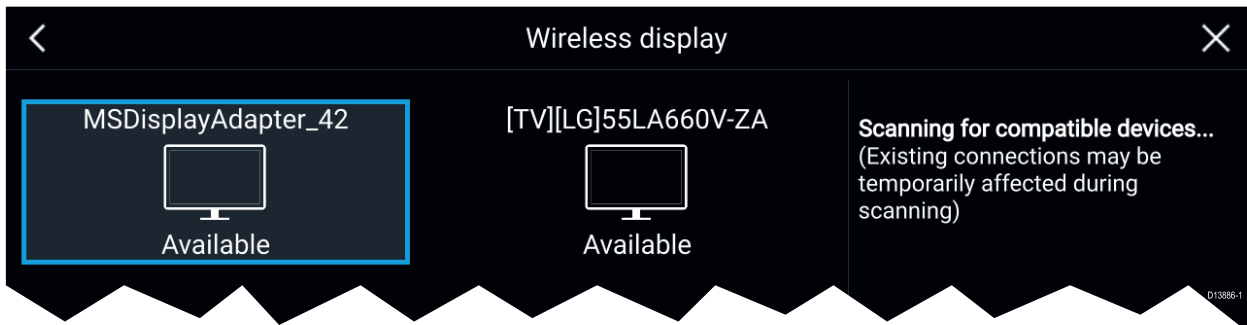 Wireless display
MSDisplayAdapter_42
Available
[TV][LG]55LA660V-ZA
Available
Scanning for compatible devices...
(Existing connections may be
temporarily affected during
scanning)
D13886-1